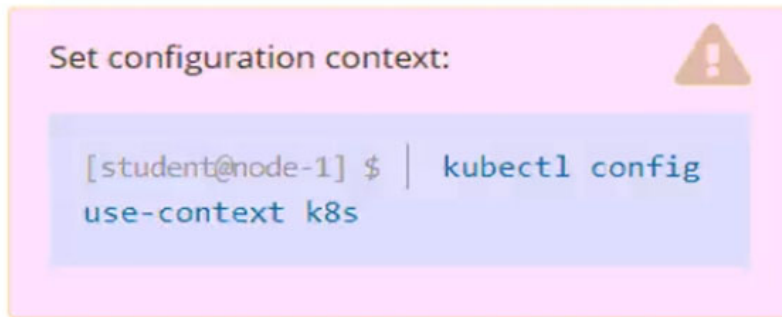 Set configuration context:
[student@node-1] $ | kubectl config
use-context k8s